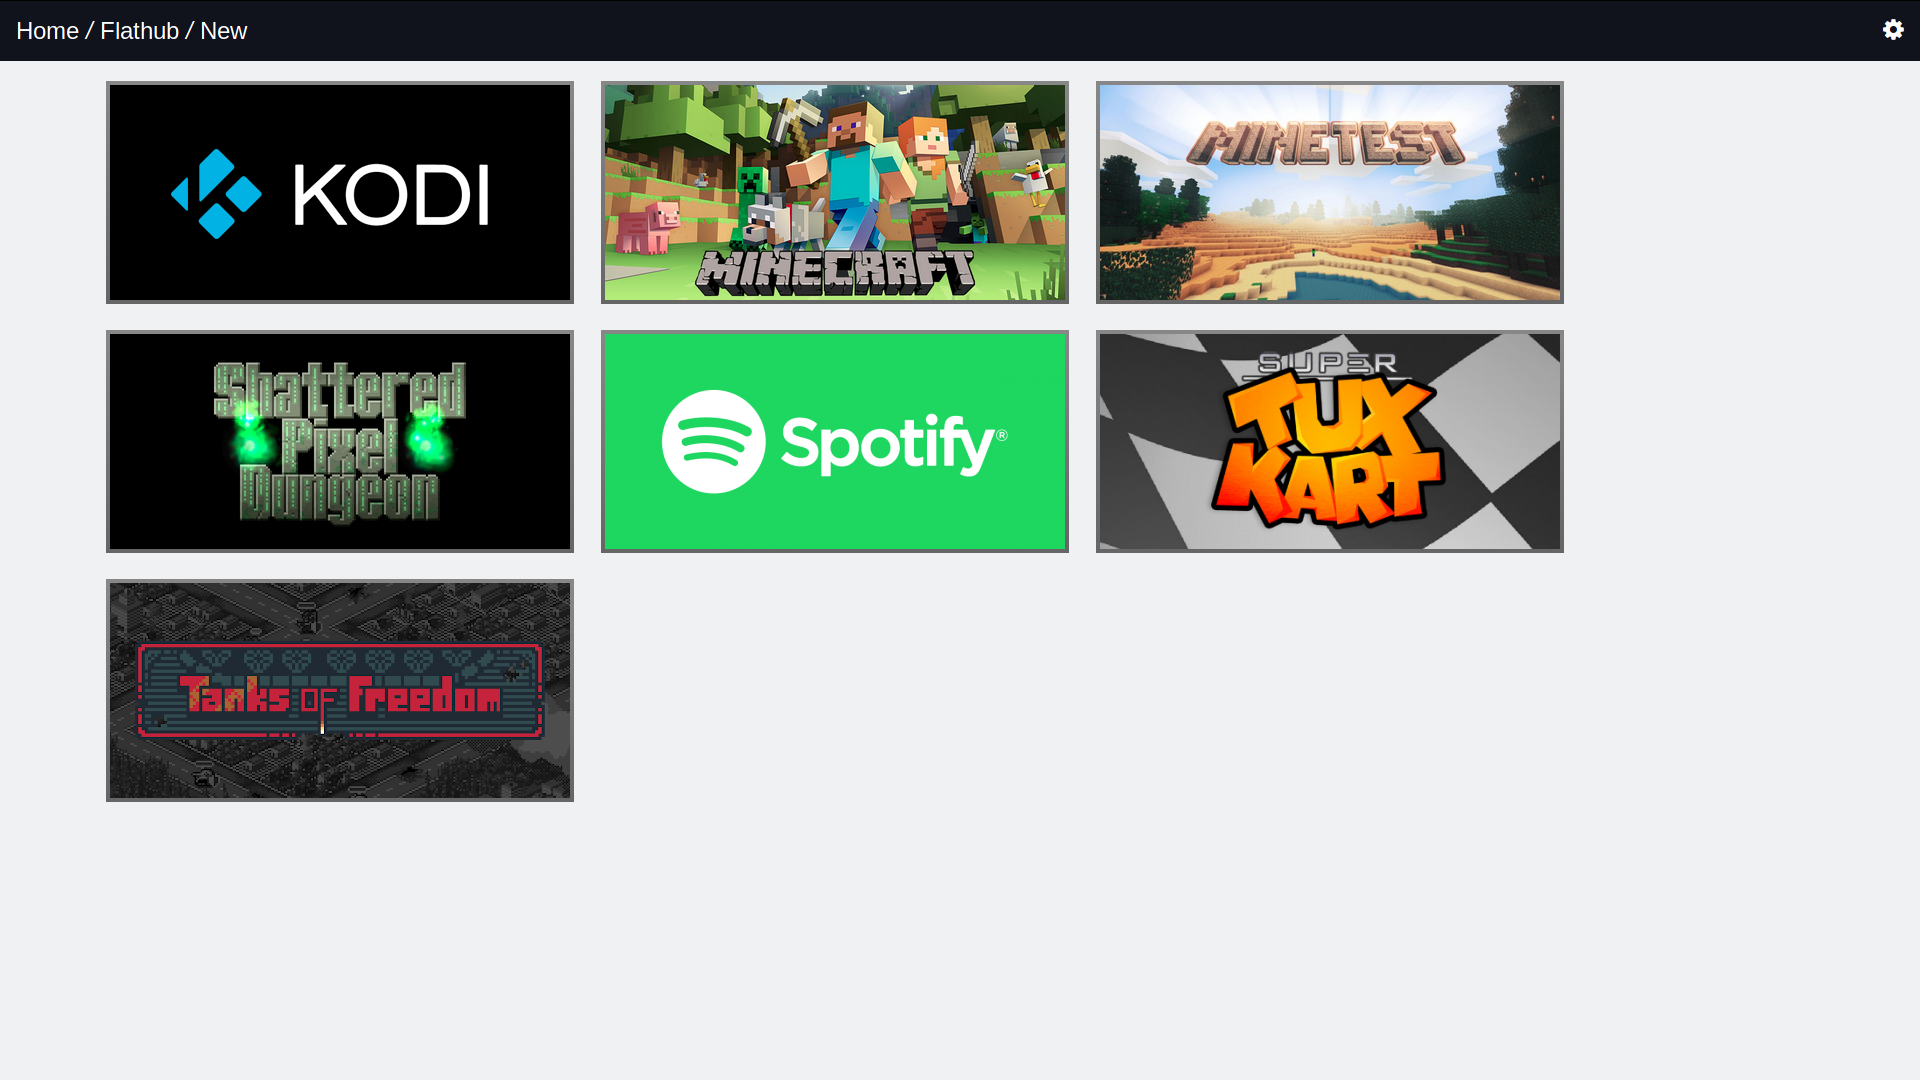 Home / Flathub / New
KODI
MINECRAFT
MINETEST
Shattered
Pixel
Dungeon
Spotify®
SUPER
TUX
KART
Tanks OF Freedom